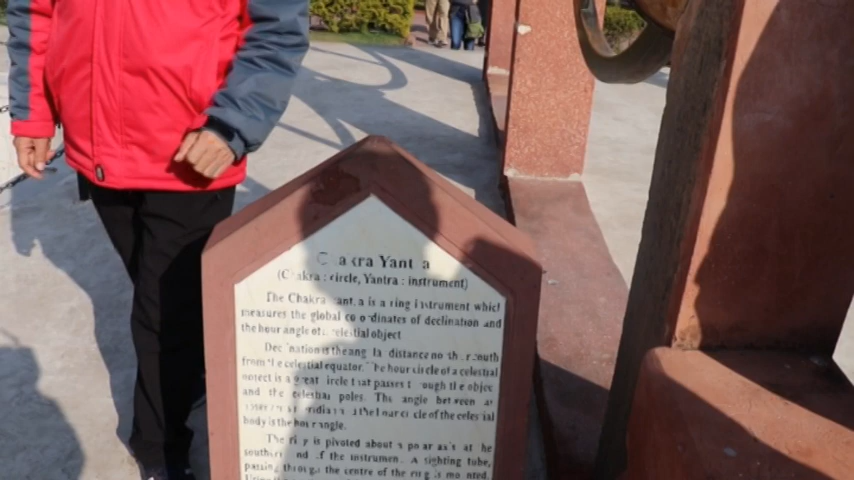 Chakra Yantra
(Chakra : circle, Yantra : instrument)
The Chakra Yantra is a ring instrument which
measures the global co ordinates of declination and
the hour angle of a celestial object
Declination is the angular distance north or south
from the celestial equator. The hour circle of a celestial
object is a great circle that passes through the object
and the celestial poles. The angle between
and the hour circle of the celestial
body is the hour angle.
The ring is pivoted about a polar axis at the
southern end of the instrument. A sighting tube,
passing through the centre of the ring is mounted.